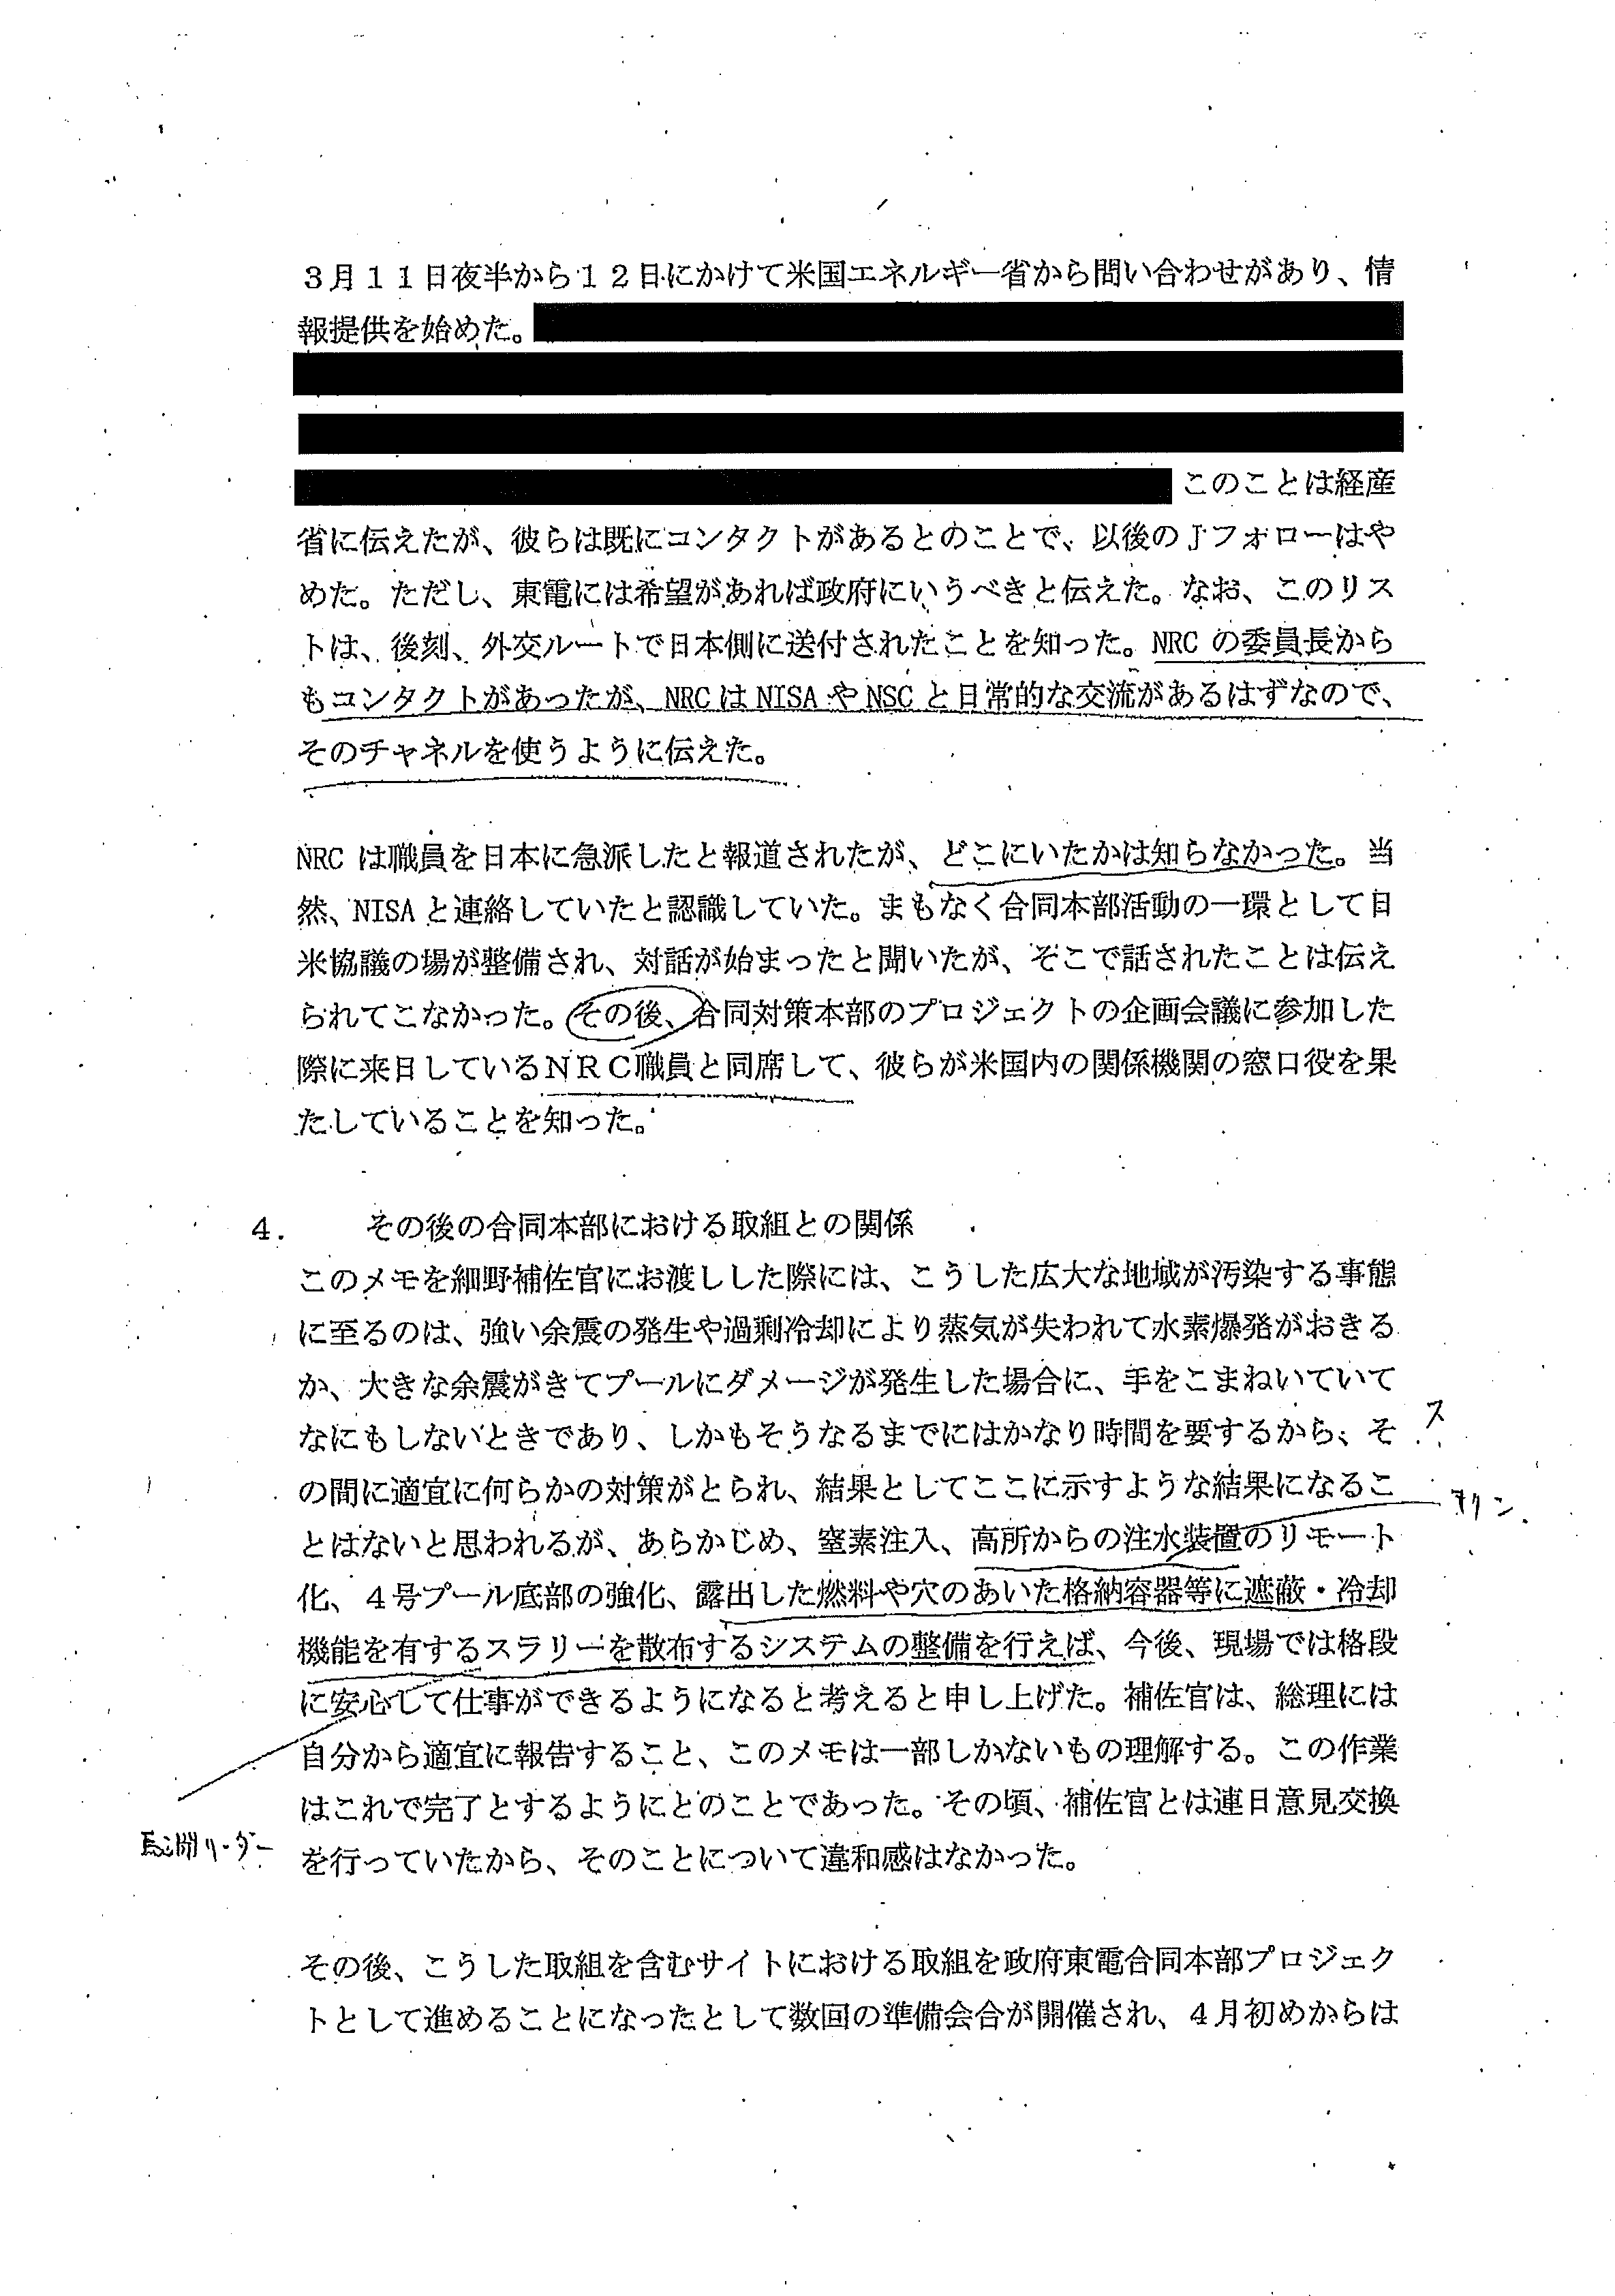 3月11日夜半から12日にかけて米国エネルギー省から問い合わせがあり、情
報提供を始めた。
このことは経産
省に伝えたが、彼らは既にコンタクトがあるとのことで、以後のJフォローはや
めた。ただし、東電には希望があれば政府にいうべきと伝えた。なお、このリス
トは、後刻、外交ルートで日本側に送付されたことを知った。NRCの委員長から
もコンタクトがあったが、NRCはNISAやNSCと日常的な交流があるはずなので、
そのチャネルを使うように伝えた。
NRCは職員を日本に急派したと報道されたが、どこにいたかは知らなかった。当
然、NISAと連絡していたと認識していた。まもなく合同本部活動の一環として日
米協議の場が整備され、対話が始まったと聞いたが、そこで話されたことは伝え
られてこなかった。その後、合同対策本部のプロジェクトの企画会議に参加した
際に来日しているNRC職員と同席して、彼らが米国内の関係機関の窓口役を果
たしていることを知った。
4. その後の合同本部における取組との関係
このメモを細野補佐官にお渡しした際には、こうした広大な地域が汚染する事態
に至るのは、強い余震の発生や過剰冷却により蒸気が失われて水素爆発がおきる
か、大きな余震がきてプールにダメージが発生した場合に、手をこまねいていて
なにもしないときであり、しかもそうなるまでにはかなり時間を要するから、そ
の間に適宜に何らかの対策がとられ、結果としてここに示すような結果になるこ
とはないと思われるが、あらかじめ、窒素注入、高所からの注水装置のリモート
化、4号プール底部の強化、露出した燃料や穴のあいた格納容器等に遮蔽・冷却
機能を有するスラリーを散布するシステムの整備を行えば、今後、現場では格段
に安心して仕事ができるようになると考えると申し上げた。補佐官は、総理には
自分から適宜に報告すること、このメモは一部しかないもの理解する。この作業
はこれで完了とするようにとのことであった。その頃、補佐官とは連日意見交換
を行っていたから、そのことについて違和感はなかった。
その後、こうした取組を含むサイトにおける取組を政府東電合同本部プロジェク
トとして進めることになったとして数回の準備会合が開催され、4月初めからは